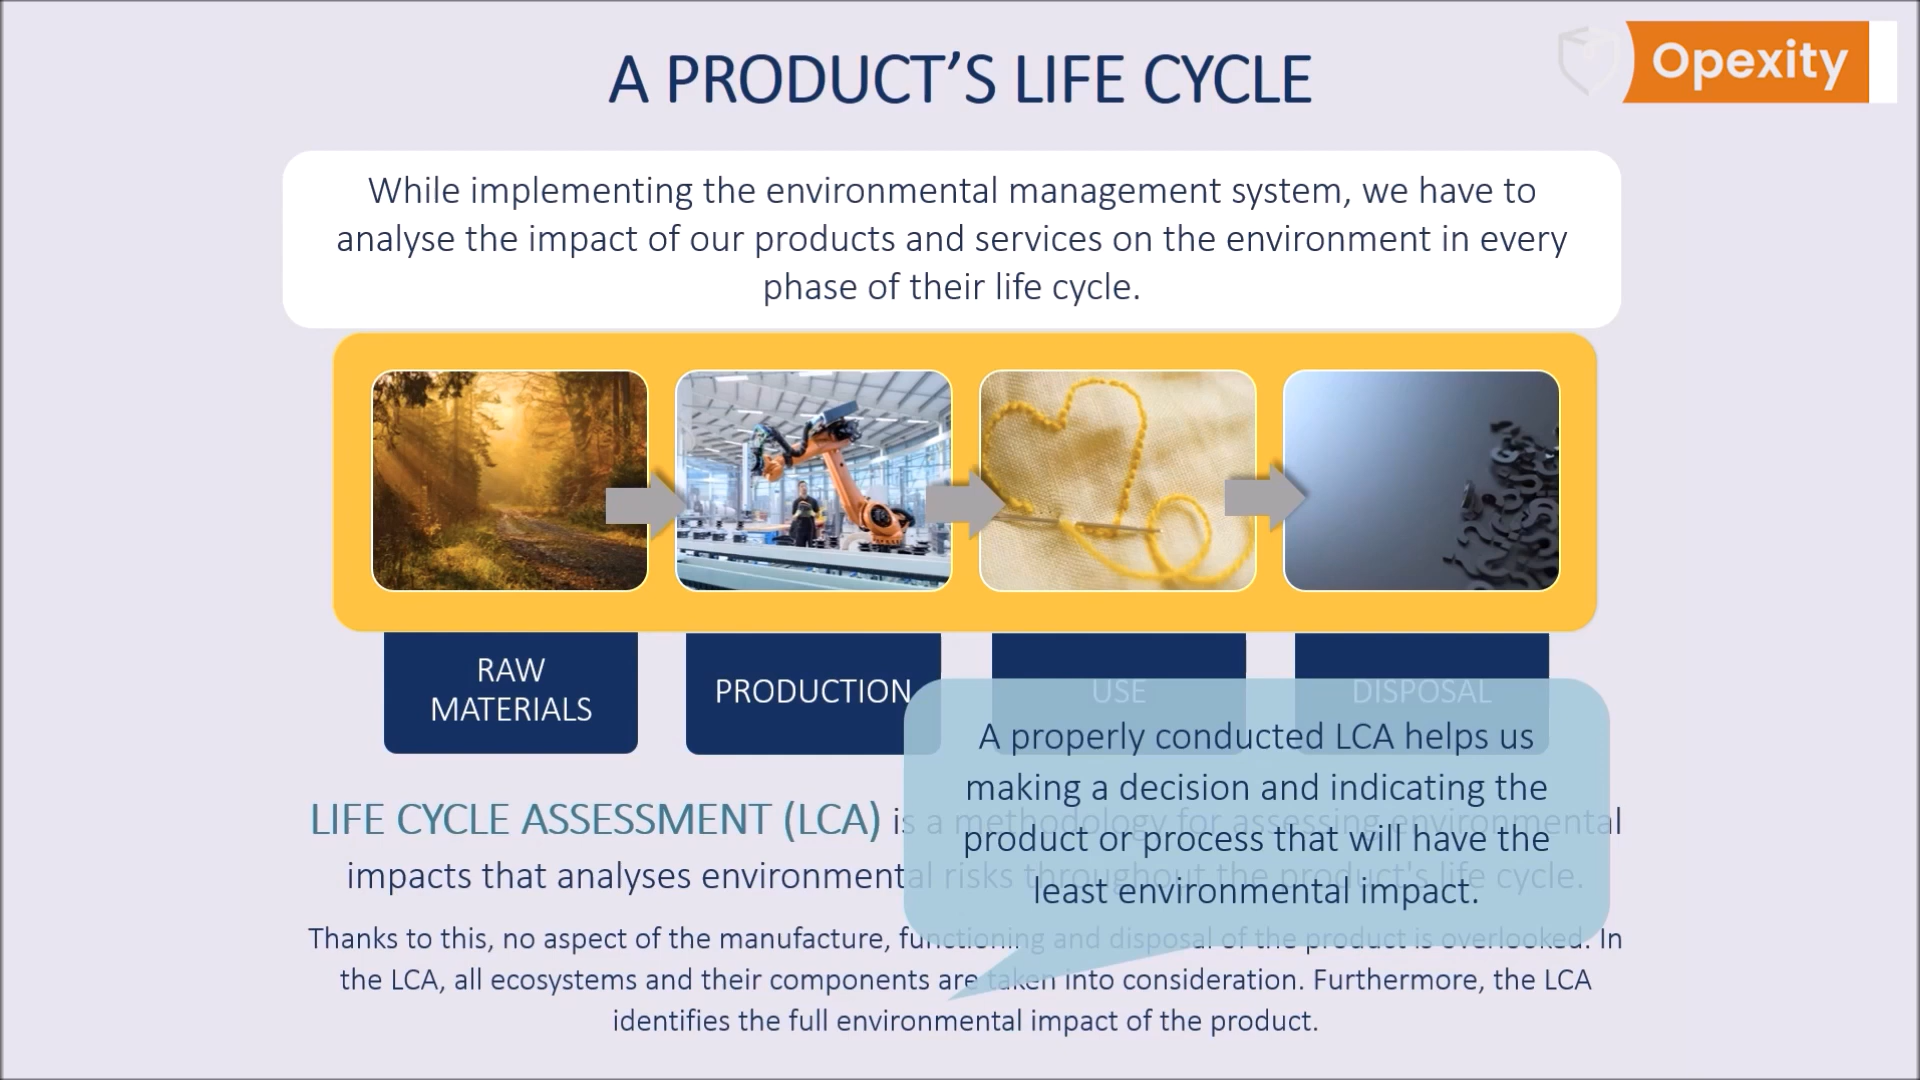 A PRODUCT’S LIFE CYCLE
Opexity
While implementing the environmental management system, we have to
analyse the impact of our products and services on the environment in every
phase of their life cycle.
RAW
MATERIALS
PRODUCTION
USE
DISPOSAL
A properly conducted LCA helps us
making a decision and indicating the
product or process that will have the
least environmental impact.
LIFE CYCLE ASSESSMENT (LCA) is a methodology for assessing environmental
impacts that analyses environmental risks throughout the product's life cycle.
Thanks to this, no aspect of the manufacture, functioning and disposal of the product is overlooked. In
the LCA, all ecosystems and their components are taken into consideration. Furthermore, the LCA
identifies the full environmental impact of the product.